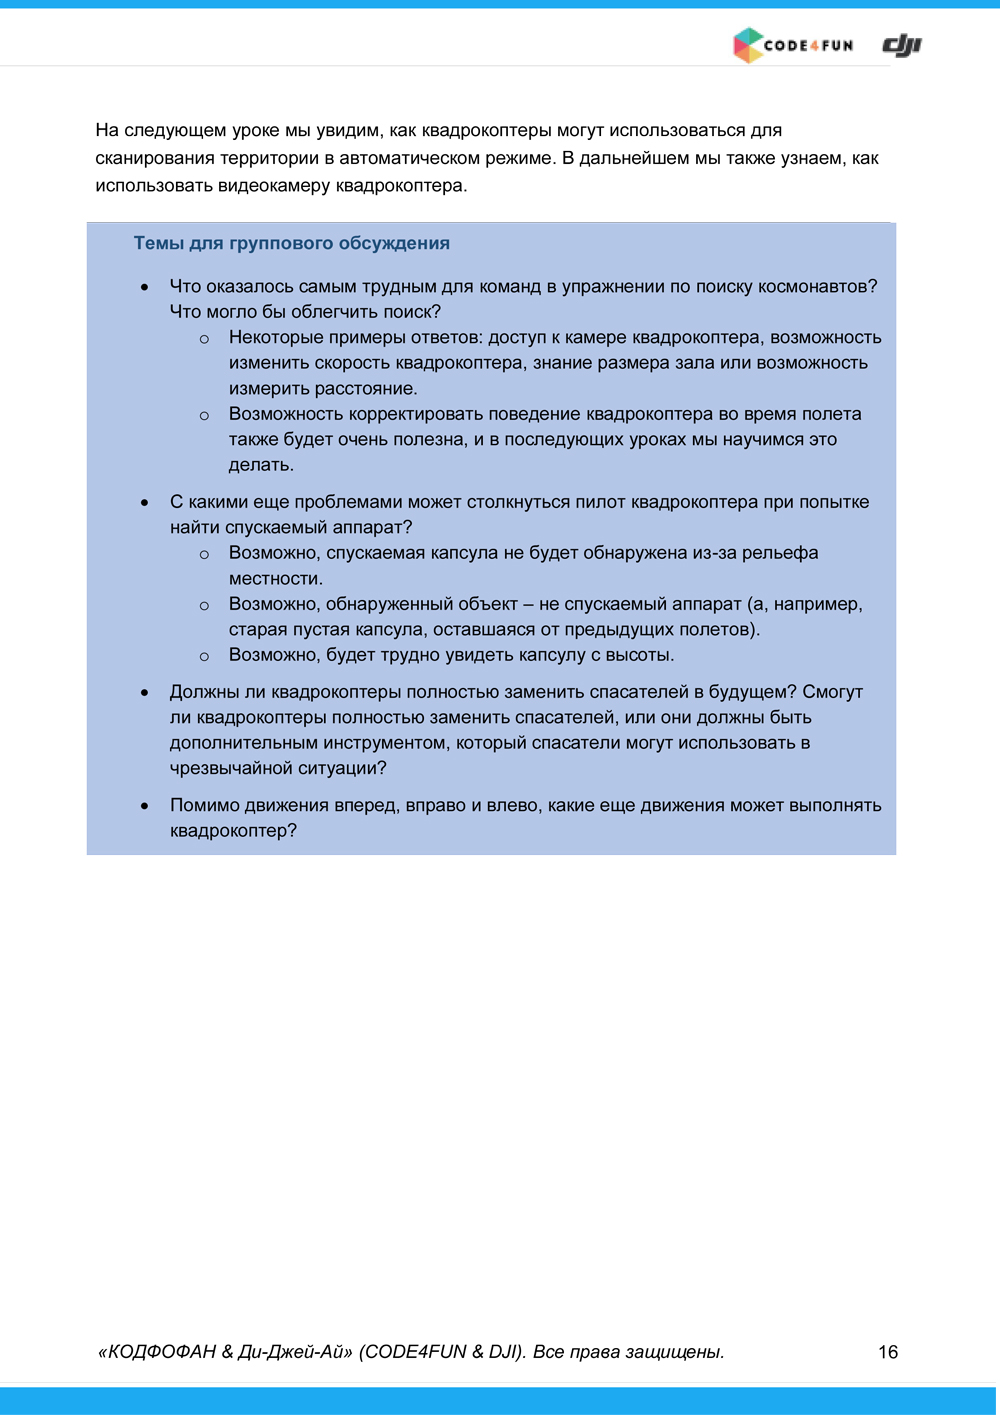 CODE4FUN dji
На следующем уроке мы увидим, как квадрокоптеры могут использоваться для
сканирования территории в автоматическом режиме. В дальнейшем мы также узнаем, как
использовать видеокамеру квадрокоптера.
Темы для группового обсуждения
• Что оказалось самым трудным для команд в упражнении по поиску космонавтов?
Что могло бы облегчить поиск?
o Некоторые примеры ответов: доступ к камере квадрокоптера, возможность
изменить скорость квадрокоптера, знание размера зала или возможность
измерить расстояние.
o Возможность корректировать поведение квадрокоптера во время полета
также будет очень полезна, и в последующих уроках мы научимся это
делать.
• С какими еще проблемами может столкнуться пилот квадрокоптера при попытке
найти спускаемый аппарат?
o Возможно, спускаемая капсула не будет обнаружена из-за рельефа
местности.
o Возможно, обнаруженный объект – не спускаемый аппарат (а, например,
старая пустая капсула, оставшаяся от предыдущих полетов).
o Возможно, будет трудно увидеть капсулу с высоты.
• Должны ли квадрокоптеры полностью заменить спасателей в будущем? Смогут
ли квадрокоптеры полностью заменить спасателей, или они должны быть
дополнительным инструментом, который спасатели могут использовать в
чрезвычайной ситуации?
• Помимо движения вперед, вправо и влево, какие еще движения может выполнять
квадрокоптер?
«КОДФОФАН & Ди-Джей-Ай» (CODE4FUN & DJI). Все права защищены. 16